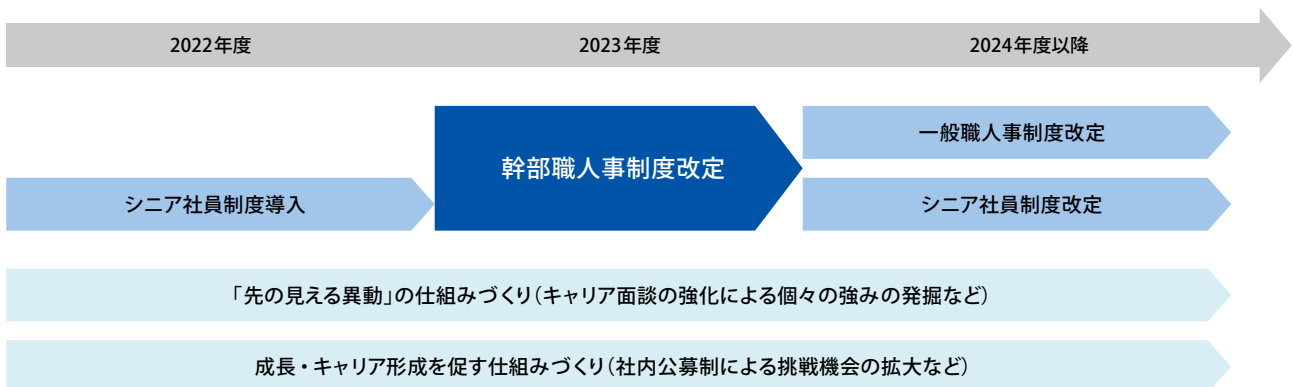 2022年度
2023年度
2024年度以降
幹部職人事制度改定
一般職人事制度改定
シニア社員制度導入
シニア社員制度改定
「先の見える異動」の仕組みづくり（キャリア面談の強化による個々の強みの発掘など）
成長・キャリア形成を促す仕組みづくり（社内公募制による挑戦機会の拡大など）